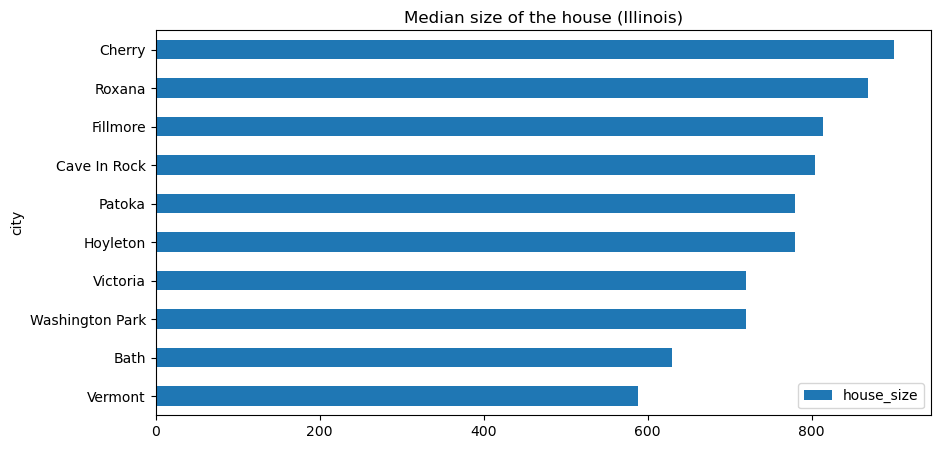 Median size of the house (Illinois)
city
Cherry
Roxana
Fillmore
Cave In Rock
Patoka
Hoyleton
Victoria
Washington Park
Bath
Vermont
house_size
0 200 400 600 800